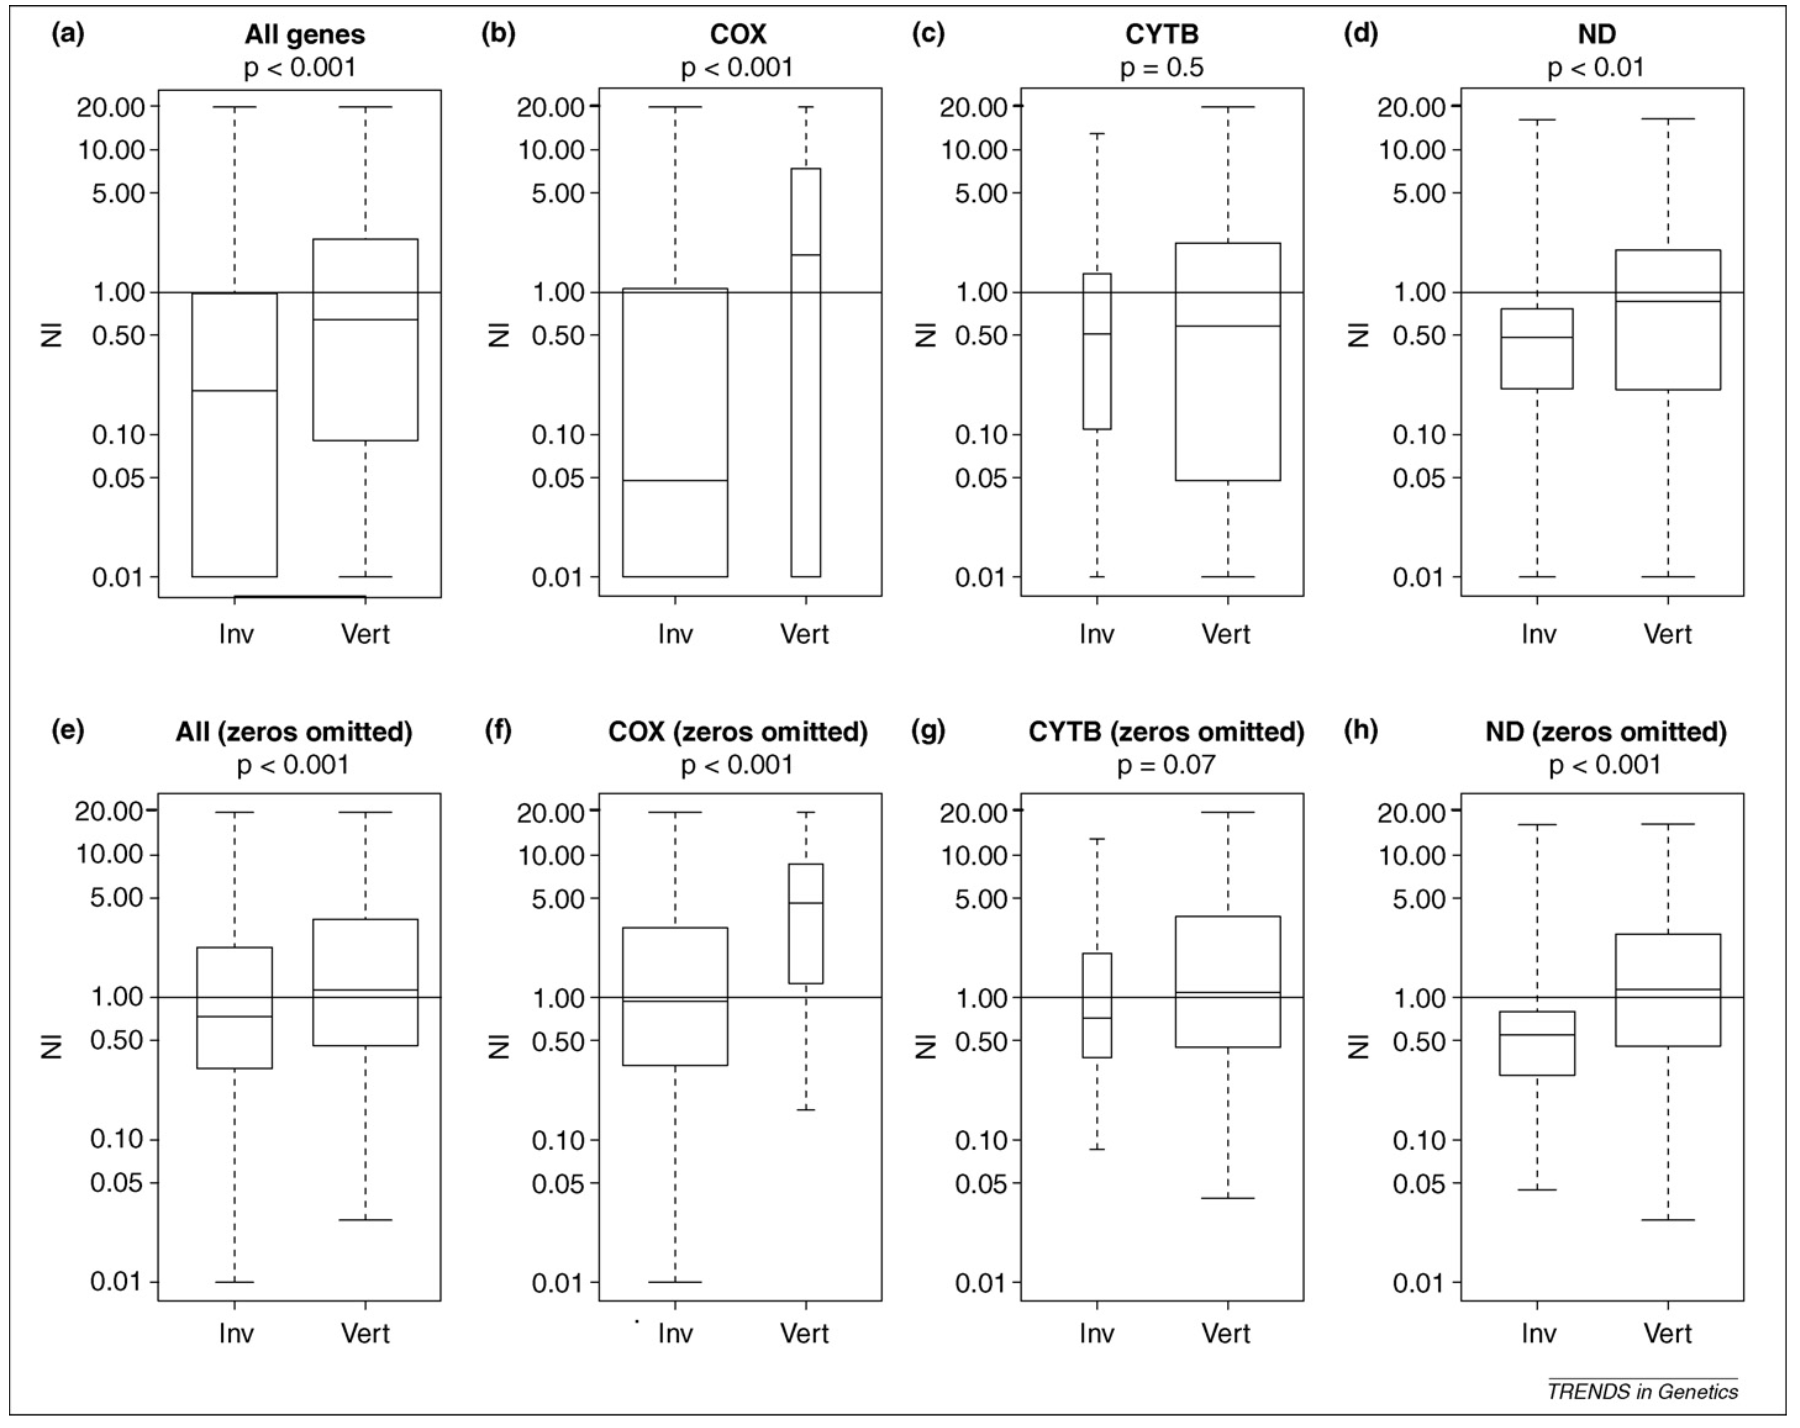 (a) All genes
p < 0.001
20.00
10.00
5.00
1.00
0.50
0.10
0.05
0.01
NI
Inv Vert
(b) COX
p < 0.001
20.00
10.00
5.00
1.00
0.50
0.10
0.05
0.01
NI
Inv Vert
(c) CYTB
p = 0.5
20.00
10.00
5.00
1.00
0.50
0.10
0.05
0.01
NI
Inv Vert
(d) ND
p < 0.01
20.00
10.00
5.00
1.00
0.50
0.10
0.05
0.01
NI
Inv Vert
(e) All (zeros omitted)
p < 0.001
20.00
10.00
5.00
1.00
0.50
0.10
0.05
0.01
NI
Inv Vert
(f) COX (zeros omitted)
p < 0.001
20.00
10.00
5.00
1.00
0.50
0.10
0.05
0.01
NI
Inv Vert
(g) CYTB (zeros omitted)
p = 0.07
20.00
10.00
5.00
1.00
0.50
0.10
0.05
0.01
NI
Inv Vert
(h) ND (zeros omitted)
p < 0.001
20.00
10.00
5.00
1.00
0.50
0.10
0.05
0.01
NI
Inv Vert
TRENDS in Genetics